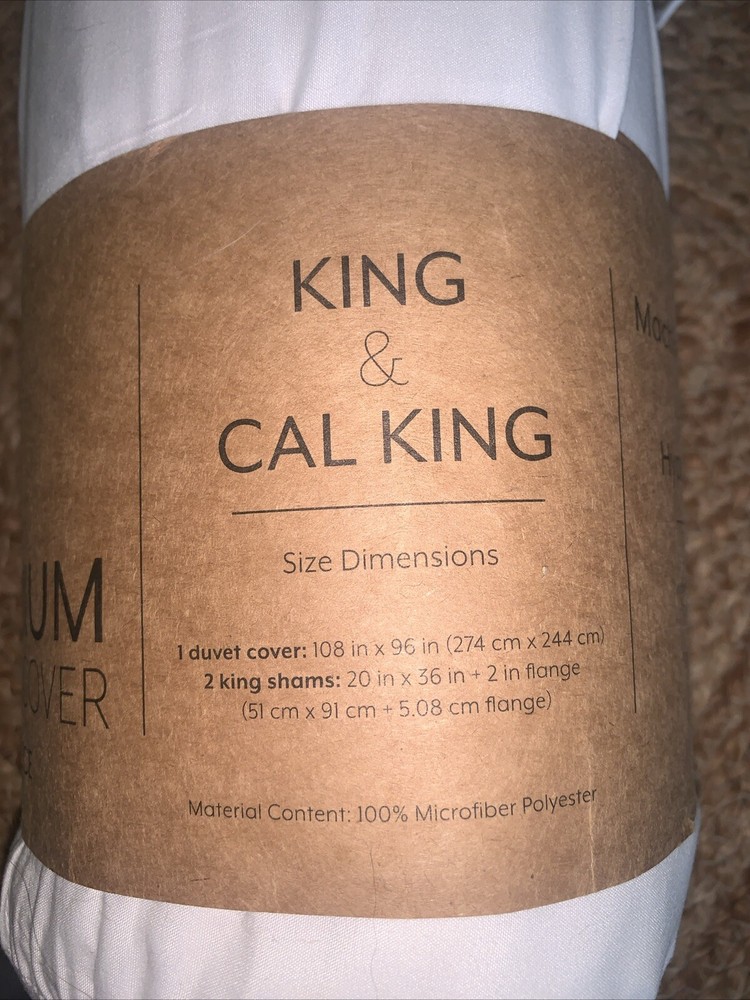 KING
&
CAL KING
Size Dimensions
1 duvet cover: 108 in x 96 in (274 cm x 244 cm)
2 king shams: 20 in x 36 in + 2 in flange
(51 cm x 91 cm + 5.08 cm flange)
Material Content: 100% Microfiber Polyester